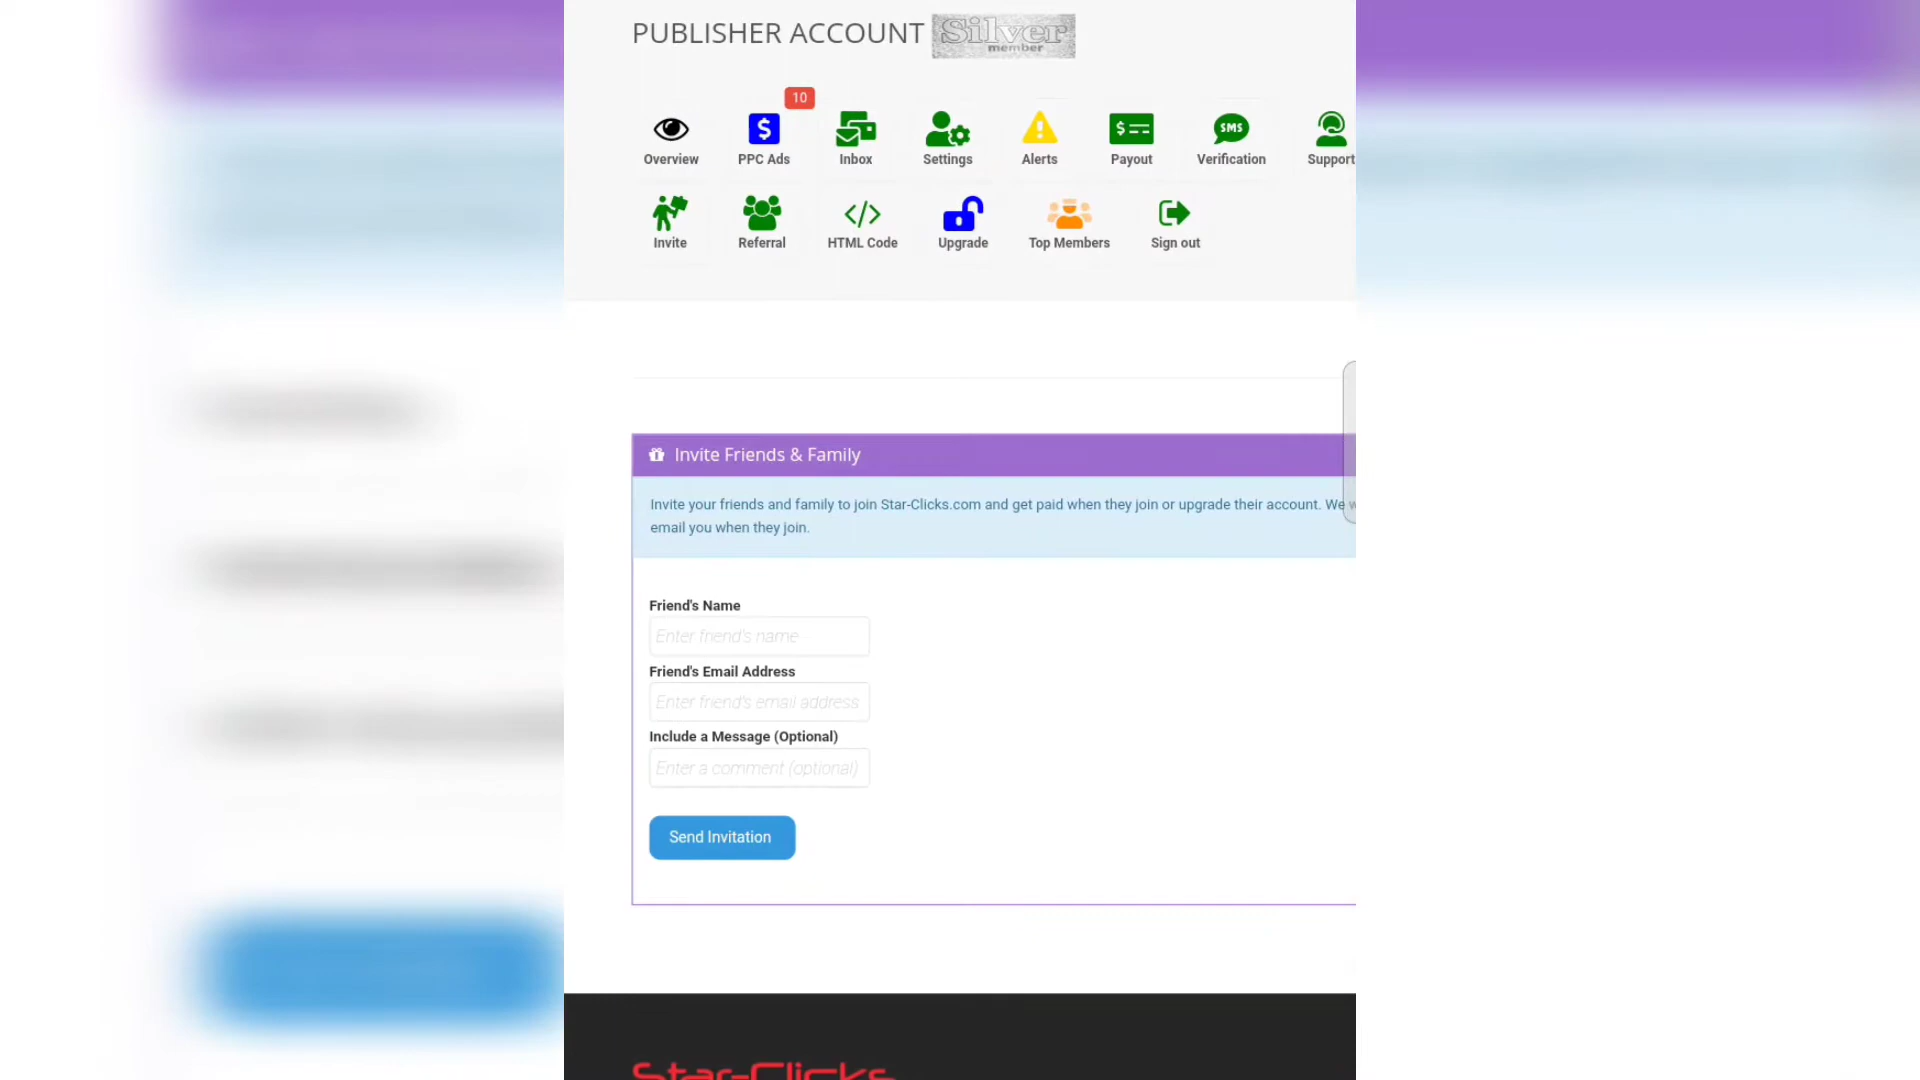 PUBLISHER ACCOUNT Silver member
10
Overview PPC Ads Inbox Settings Alerts Payout Verification Support
SMS
Invite Referral HTML Code Upgrade Top Members Sign out
Invite Friends & Family
Invite your friends and family to join Star-Clicks.com and get paid when they join or upgrade their account. We
email you when they join.
Friend's Name
Enter friend's name
Friend's Email Address
Enter friend's email address
Include a Message (Optional)
Enter a comment (optional)
Send Invitation
Star-Clicks